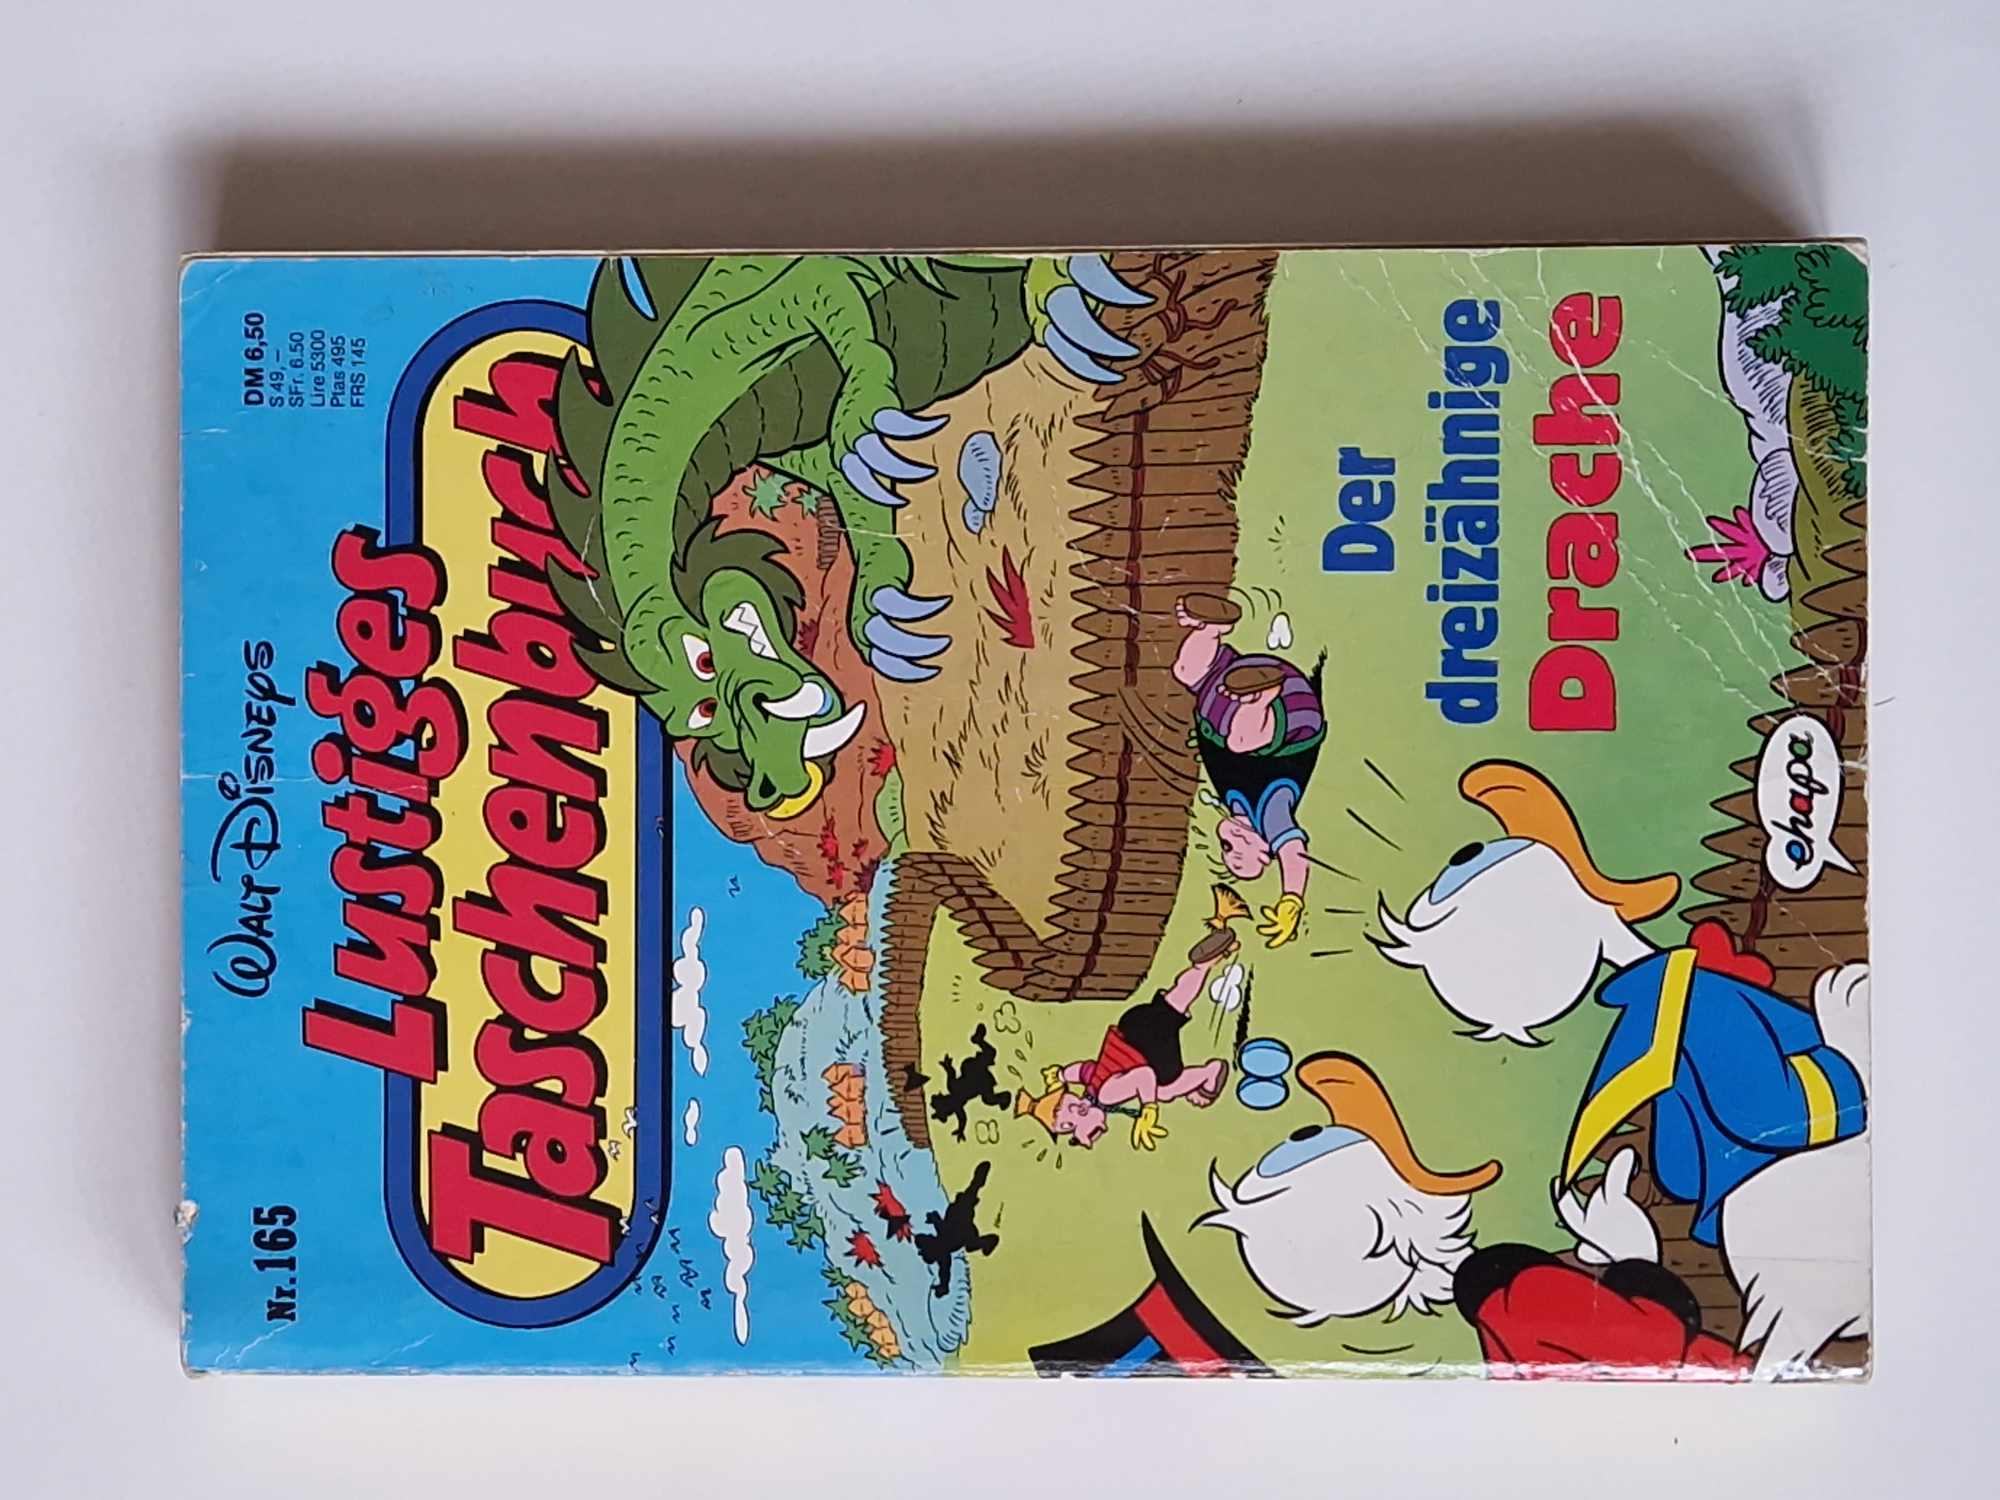 Nr.165
WALT DISNEYS
DM 6,50
S 49,–
SFr. 6.50
Lire 5300
Ptas 495
FRS 145
Lustiges
Taschenbuch
Der
dreizähnige
Drache
ehapa